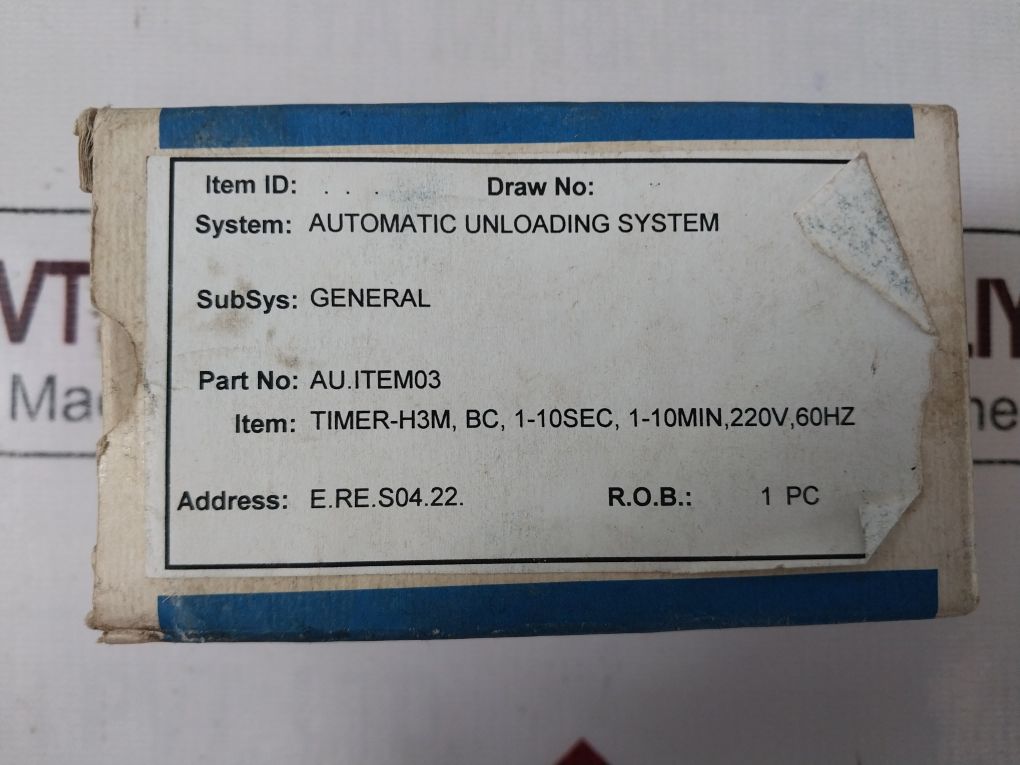 Item ID: . . . Draw No:
System: AUTOMATIC UNLOADING SYSTEM
SubSys: GENERAL
Part No: AU.ITEM03
Item: TIMER-H3M, BC, 1-10SEC, 1-10MIN,220V,60HZ
Address: E.RE.S04.22. R.O.B.: 1 PC